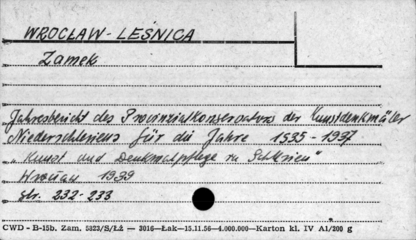 WROCŁAW-LEŚNICA
Zamek
Jahresbericht des Provinzialkonservators der Kunstdenkmäler
Niederschlesiens für die Jahre 1935-1937
„Kunst und Denkmalpflege in Schlesien"
Wrocław 1939
str. 232-233
CWD - B-15b. Zam. 5823/S/Łż — 2016—Łak—15.11.56—4.000.000—Karton kl. IV A1/200 g